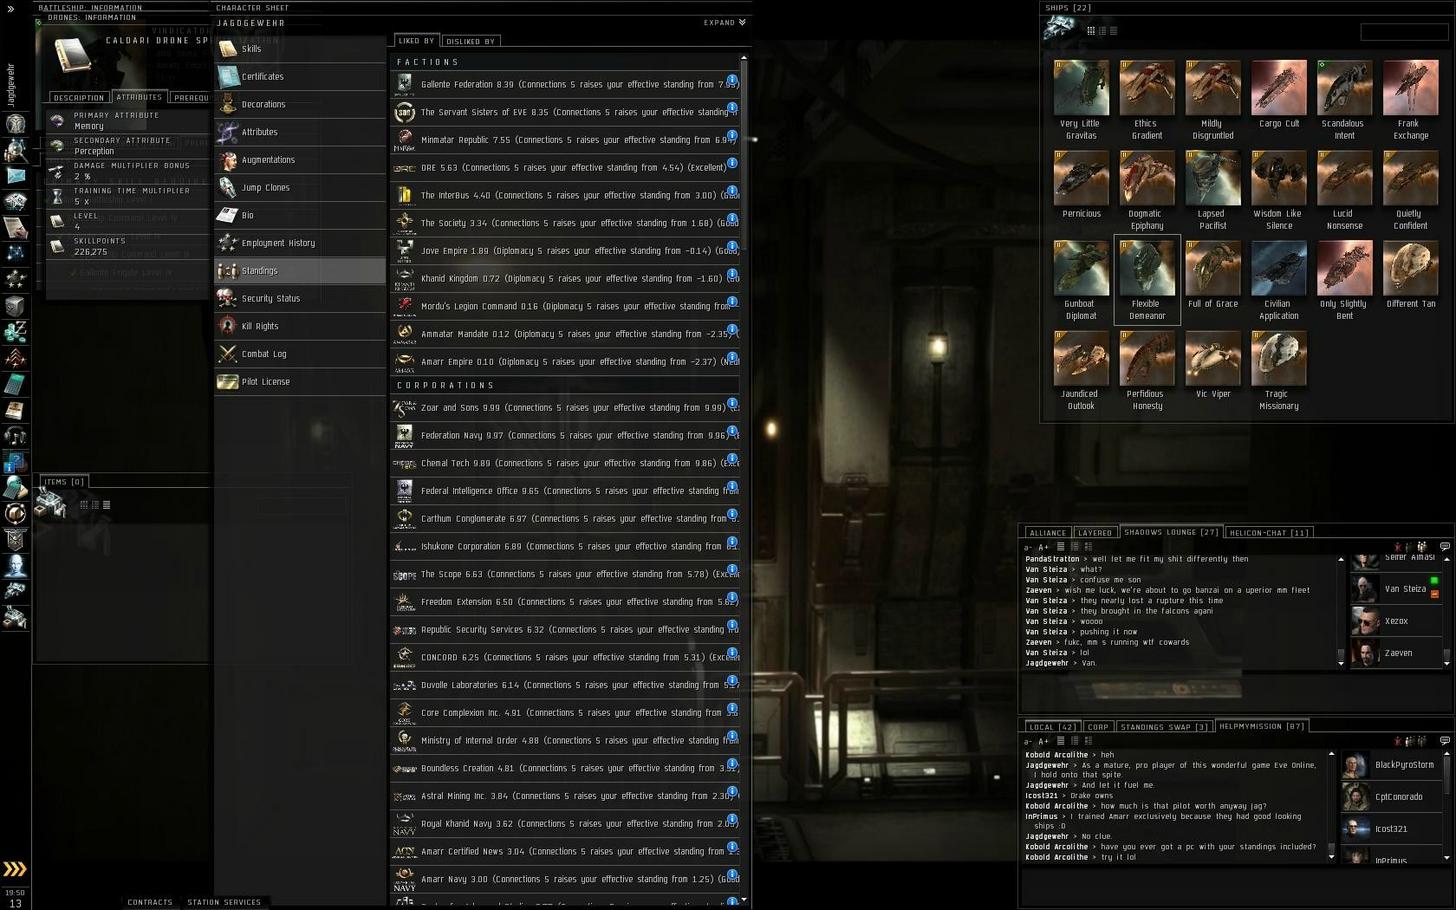 BATTLESHIP: INFORMATION
DRONES: INFORMATION
CALDARI DRONE
DESCRIPTION
ATTRIBUTES
PREREQU
PRIMARY ATTRIBUTE
Memory
SECONDARY ATTRIBUTE
Perception
DAMAGE MULTIPLIER BONUS
2 %
TRAINING TIME MULTIPLIER
5 x
LEVEL
4
SKILLPOINTS
226,275
Jagdgewehr
ITEMS [0]
19:50
13
CONTRACTS
STATION SERVICES
CHARACTER SHEET
JAGDGEWEHR
EXPAND
Skills
Certificates
Decorations
Attributes
Augmentations
Jump Clones
Bio
Employment History
Standings
Security Status
Kill Rights
Combat Log
Pilot License
LIKED BY
DISLIKED BY
FACTIONS
Gallente Federation 8.39 (Connections 5 raises your effective standing from
The Servant Sisters of EVE 8.35 (Connections 5 raises your effective standing
Minmatar Republic 7.55 (Connections 5 raises your effective standing from
ORE 5.63 (Connections 5 raises your effective standing from 4.54) (Excellent)
The InterBus 4.40 (Connections 5 raises your effective standing from 3.00)
The Society 3.34 (Connections 5 raises your effective standing from 1.68)
Jove Empire 1.89 (Diplomacy 5 raises your effective standing from -0.14)
Khanid Kingdom 0.72 (Diplomacy 5 raises your effective standing from -1.60)
Mordu's Legion Command 0.16 (Diplomacy 5 raises your effective standing from
Ammatar Mandate 0.12 (Diplomacy 5 raises your effective standing from -2.35)
Amarr Empire 0.10 (Diplomacy 5 raises your effective standing from -2.37)
CORPORATIONS
Zoar and Sons 9.99 (Connections 5 raises your effective standing from 9.99)
Federation Navy 9.97 (Connections 5 raises your effective standing from 9.96)
Chemal Tech 9.89 (Connections 5 raises your effective standing from 9.86)
Federal Intelligence Office 9.65 (Connections 5 raises your effective standing
Carthum Conglomerate 6.97 (Connections 5 raises your effective standing from
Ishukone Corporation 6.89 (Connections 5 raises your effective standing from
The Scope 6.63 (Connections 5 raises your effective standing from 5.78)
Freedom Extension 6.50 (Connections 5 raises your effective standing from
Republic Security Services 6.32 (Connections 5 raises your effective standing
CONCORD 6.25 (Connections 5 raises your effective standing from 5.31)
Duvolle Laboratories 6.14 (Connections 5 raises your effective standing from
Core Complexion Inc. 4.91 (Connections 5 raises your effective standing from
Ministry of Internal Order 4.88 (Connections 5 raises your effective standing
Boundless Creation 4.81 (Connections 5 raises your effective standing from
Astral Mining Inc. 3.84 (Connections 5 raises your effective standing from 2.30)
Royal Khanid Navy 3.62 (Connections 5 raises your effective standing from
Amarr Certified News 3.04 (Connections 5 raises your effective standing from
Amarr Navy 3.00 (Connections 5 raises your effective standing from 1.25)
SHIPS [22]
Very Little Gravitas
Ethics Gradient
Mildly Disgruntled
Cargo Cult
Scandalous Intent
Frank Exchange
Pernicious
Dogmatic Epiphany
Lapsed Pacifist
Wisdom Like Silence
Lucid Nonsense
Quietly Confident
Gunboat Diplomat
Flexible Demeanor
Full of Grace
Civilian Application
Only Slightly Bent
Different Tan
Jaundiced Outlook
Perfidious Honesty
Vic Viper
Tragic Missionary
ALLIANCE
LAYERED
SHADOWS LOUNGE [27]
HELICON-CHAT [11]
a- A+
PandaStratton > well let me fit my shit differently then
Van Steiza > what?
Van Steiza > confuse me son
Zaeven > wish me luck, we're about to go banzai on a uperior mm fleet
Van Steiza > they nearly lost a rupture this time
Van Steiza > they brought in the falcons agani
Van Steiza > woooo
Van Steiza > pushing it now
Zaeven > fukc, mm s running wtf cowards
Van Steiza > lol
Jagdgewehr > Van.
Van Steiza
Xezox
Zaeven
LOCAL [42]
CORP
STANDINGS SWAP [3]
HELPMYMISSION [87]
a- A+
Kobold Arcolithe > heh
Jagdgewehr > As a mature, pro player of this wonderful game Eve Online,
I hold onto that spite.
Jagdgewehr > And let it fuel me.
Icost321 > Drake owns
Kobold Arcolithe > how much is that pilot worth anyway jag?
InPrimus > I trained Amarr exclusively because they had good looking
ships :D
Jagdgewehr > No clue.
Kobold Arcolithe > have you ever got a pc with your standings included?
Kobold Arcolithe > try it lol
BlackPyroStorm
CptConorado
Icost321
InPrimus